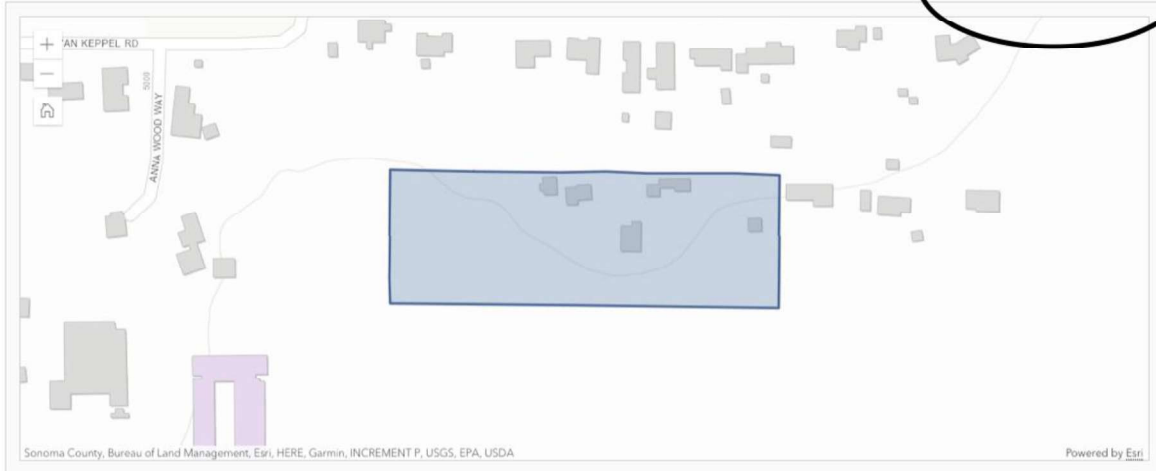 + 'AN KEPPEL RD
−
5000
ANNA WOOD WAY
Sonoma County, Bureau of Land Management, Esri, HERE, Garmin, INCREMENT P, USGS, EPA, USDA
Powered by Esri